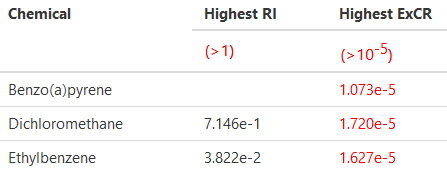 Chemical Highest RI Highest ExCR
(>1) (>10⁻⁵)
Benzo(a)pyrene 1.073e-5
Dichloromethane 7.146e-1 1.720e-5
Ethylbenzene 3.822e-2 1.627e-5